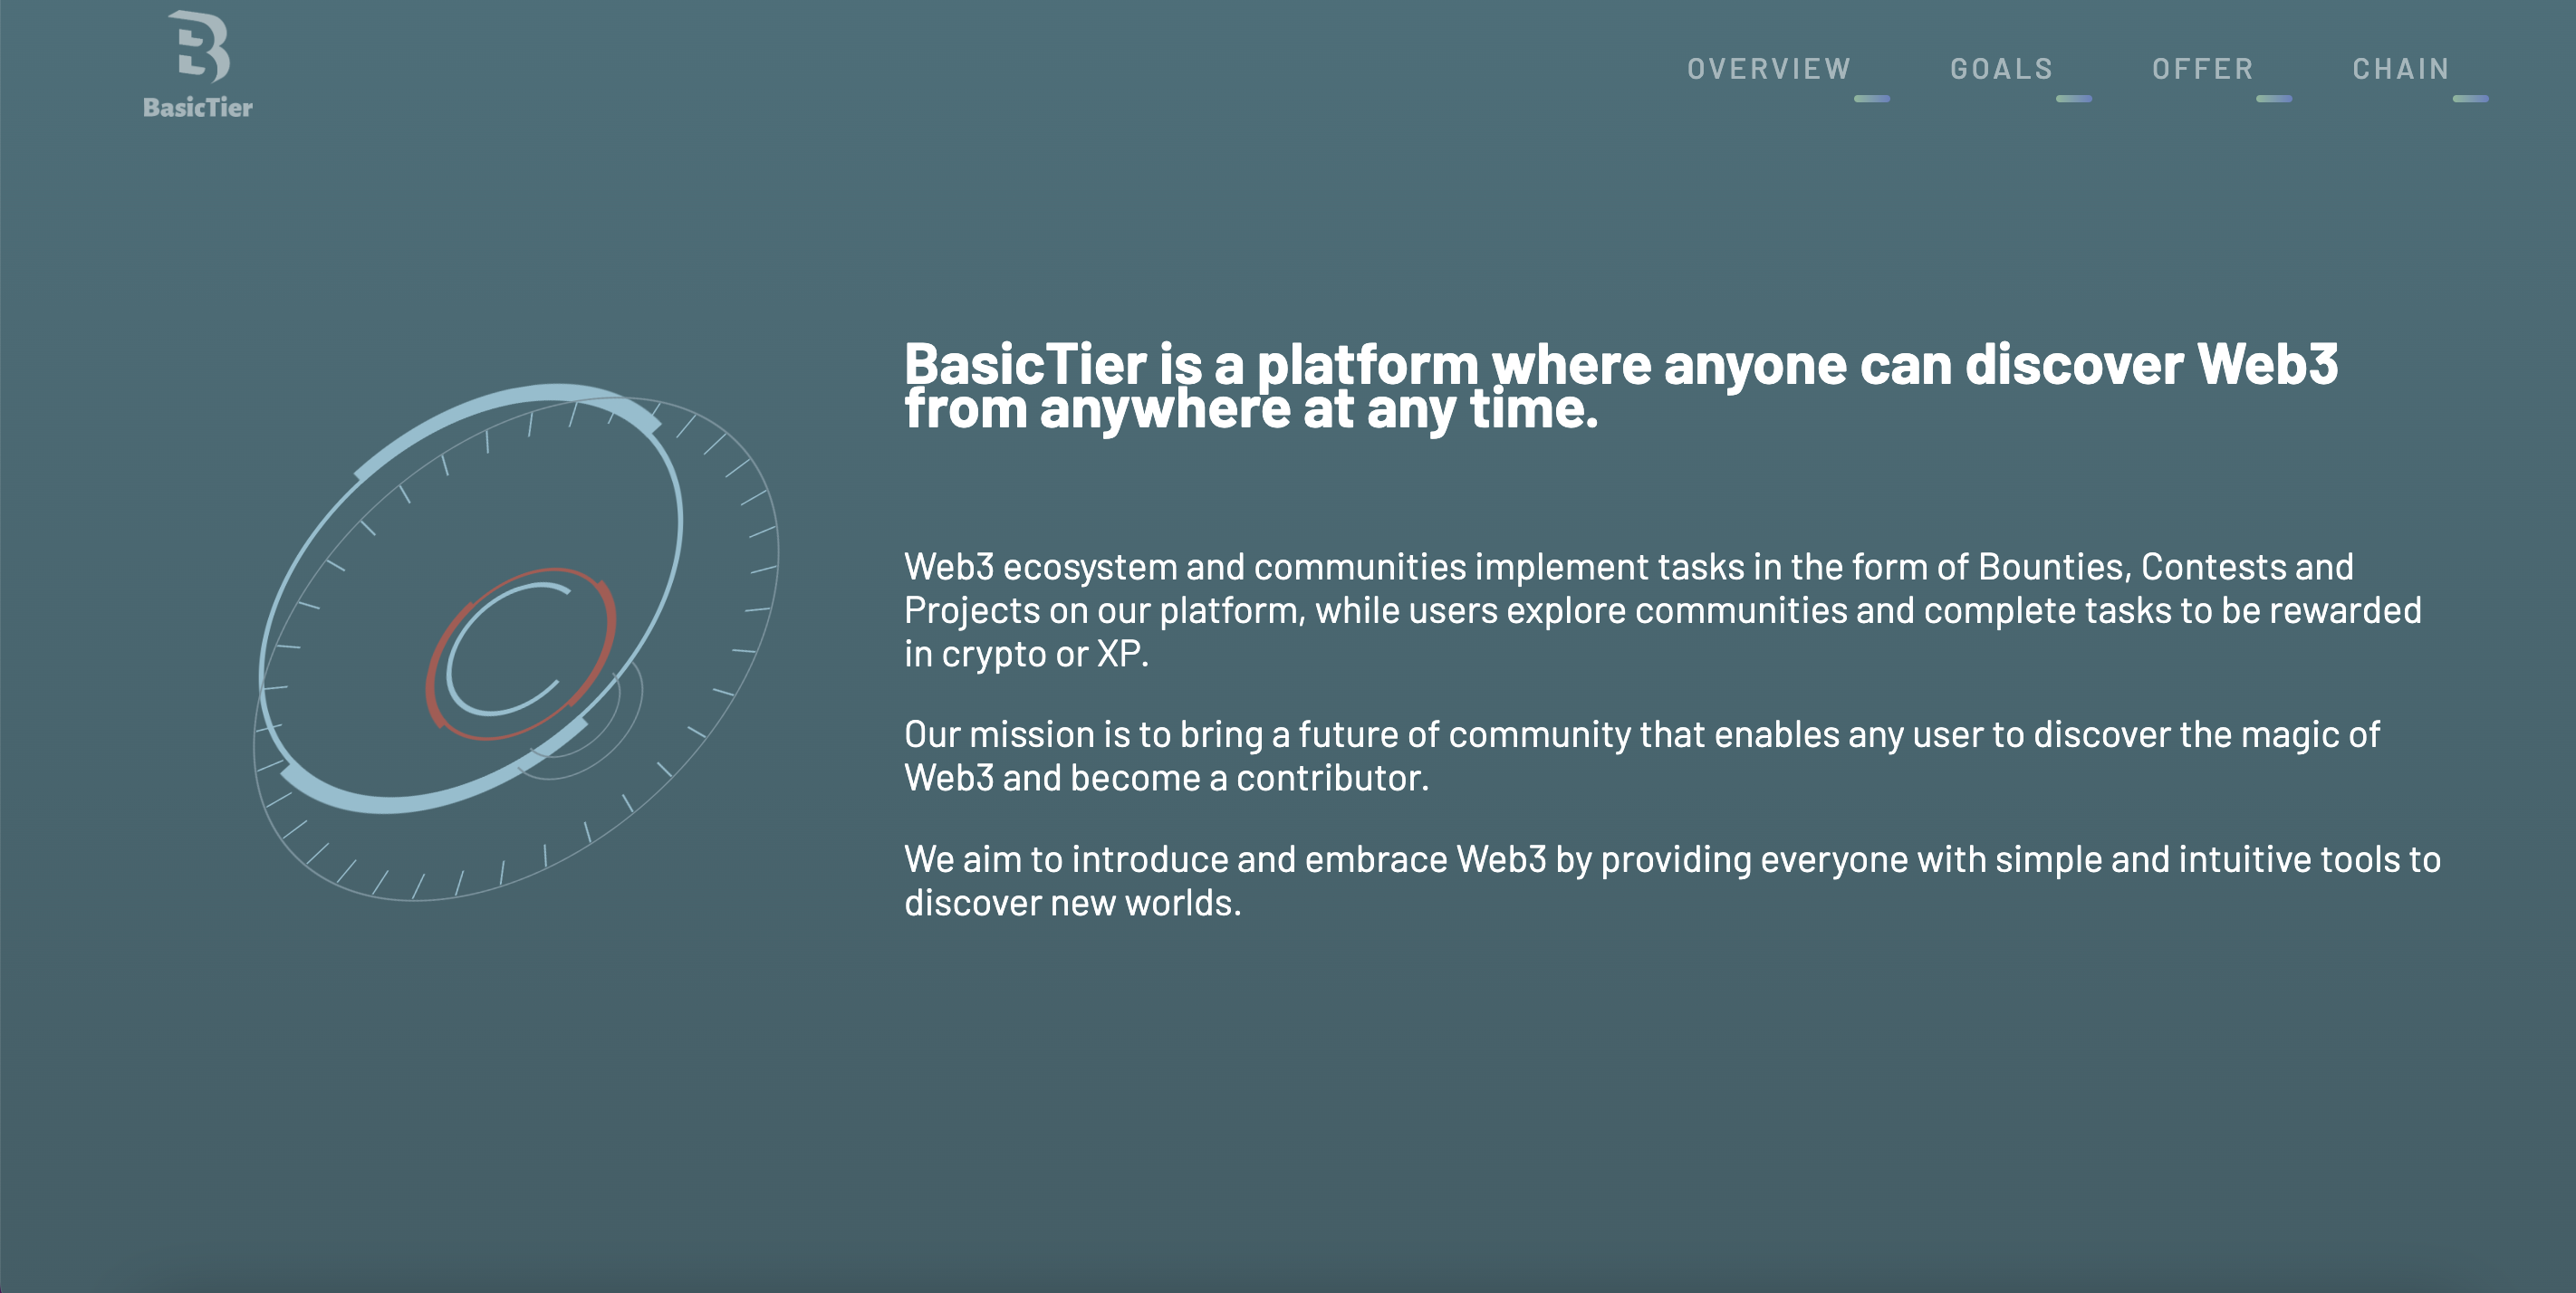 BasicTier
OVERVIEW
GOALS
OFFER
CHAIN
BasicTier is a platform where anyone can discover Web3
from anywhere at any time.
Web3 ecosystem and communities implement tasks in the form of Bounties, Contests and
Projects on our platform, while users explore communities and complete tasks to be rewarded
in crypto or XP.
Our mission is to bring a future of community that enables any user to discover the magic of
Web3 and become a contributor.
We aim to introduce and embrace Web3 by providing everyone with simple and intuitive tools to
discover new worlds.